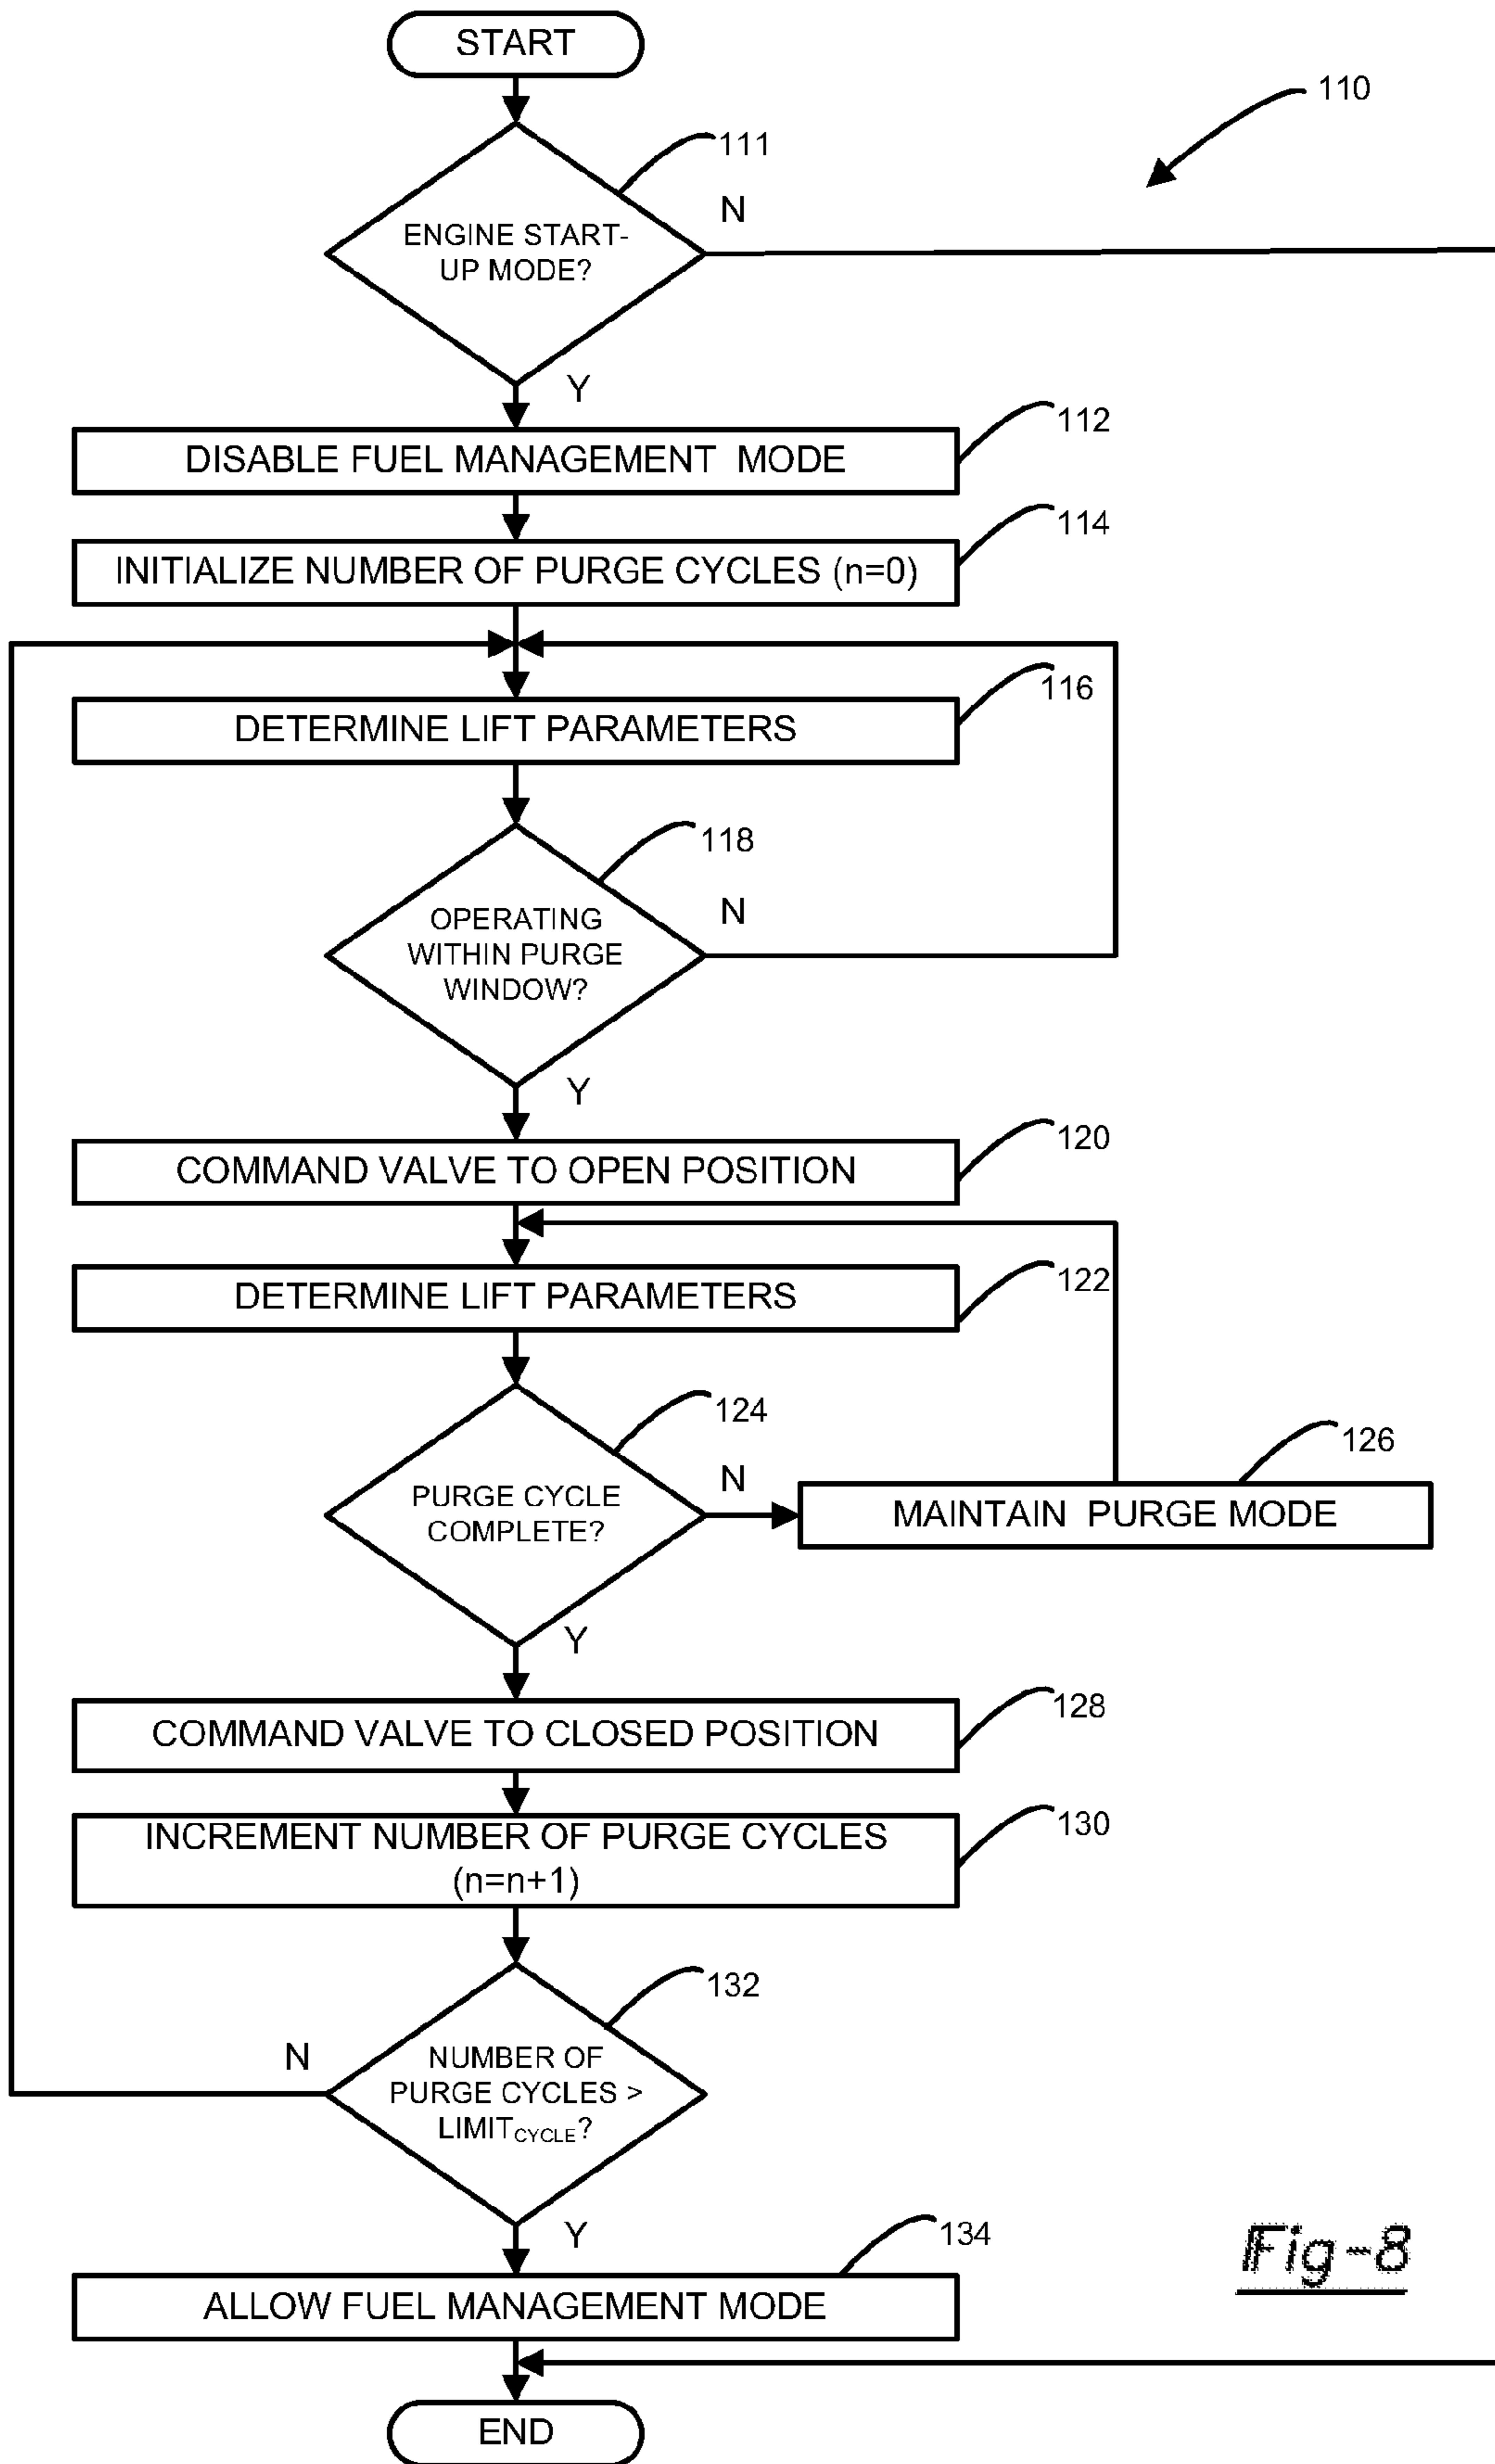 START
110
111
N
ENGINE START-
UP MODE?
Y
112
DISABLE FUEL MANAGEMENT MODE
114
INITIALIZE NUMBER OF PURGE CYCLES (n=0)
116
DETERMINE LIFT PARAMETERS
118
N
OPERATING
WITHIN PURGE
WINDOW?
Y
120
COMMAND VALVE TO OPEN POSITION
122
DETERMINE LIFT PARAMETERS
124
126
N
PURGE CYCLE
COMPLETE?
MAINTAIN PURGE MODE
Y
128
COMMAND VALVE TO CLOSED POSITION
130
INCREMENT NUMBER OF PURGE CYCLES
(n=n+1)
132
N
NUMBER OF
PURGE CYCLES >
LIMITCYCLE?
Y
134
Fig-8
ALLOW FUEL MANAGEMENT MODE
END